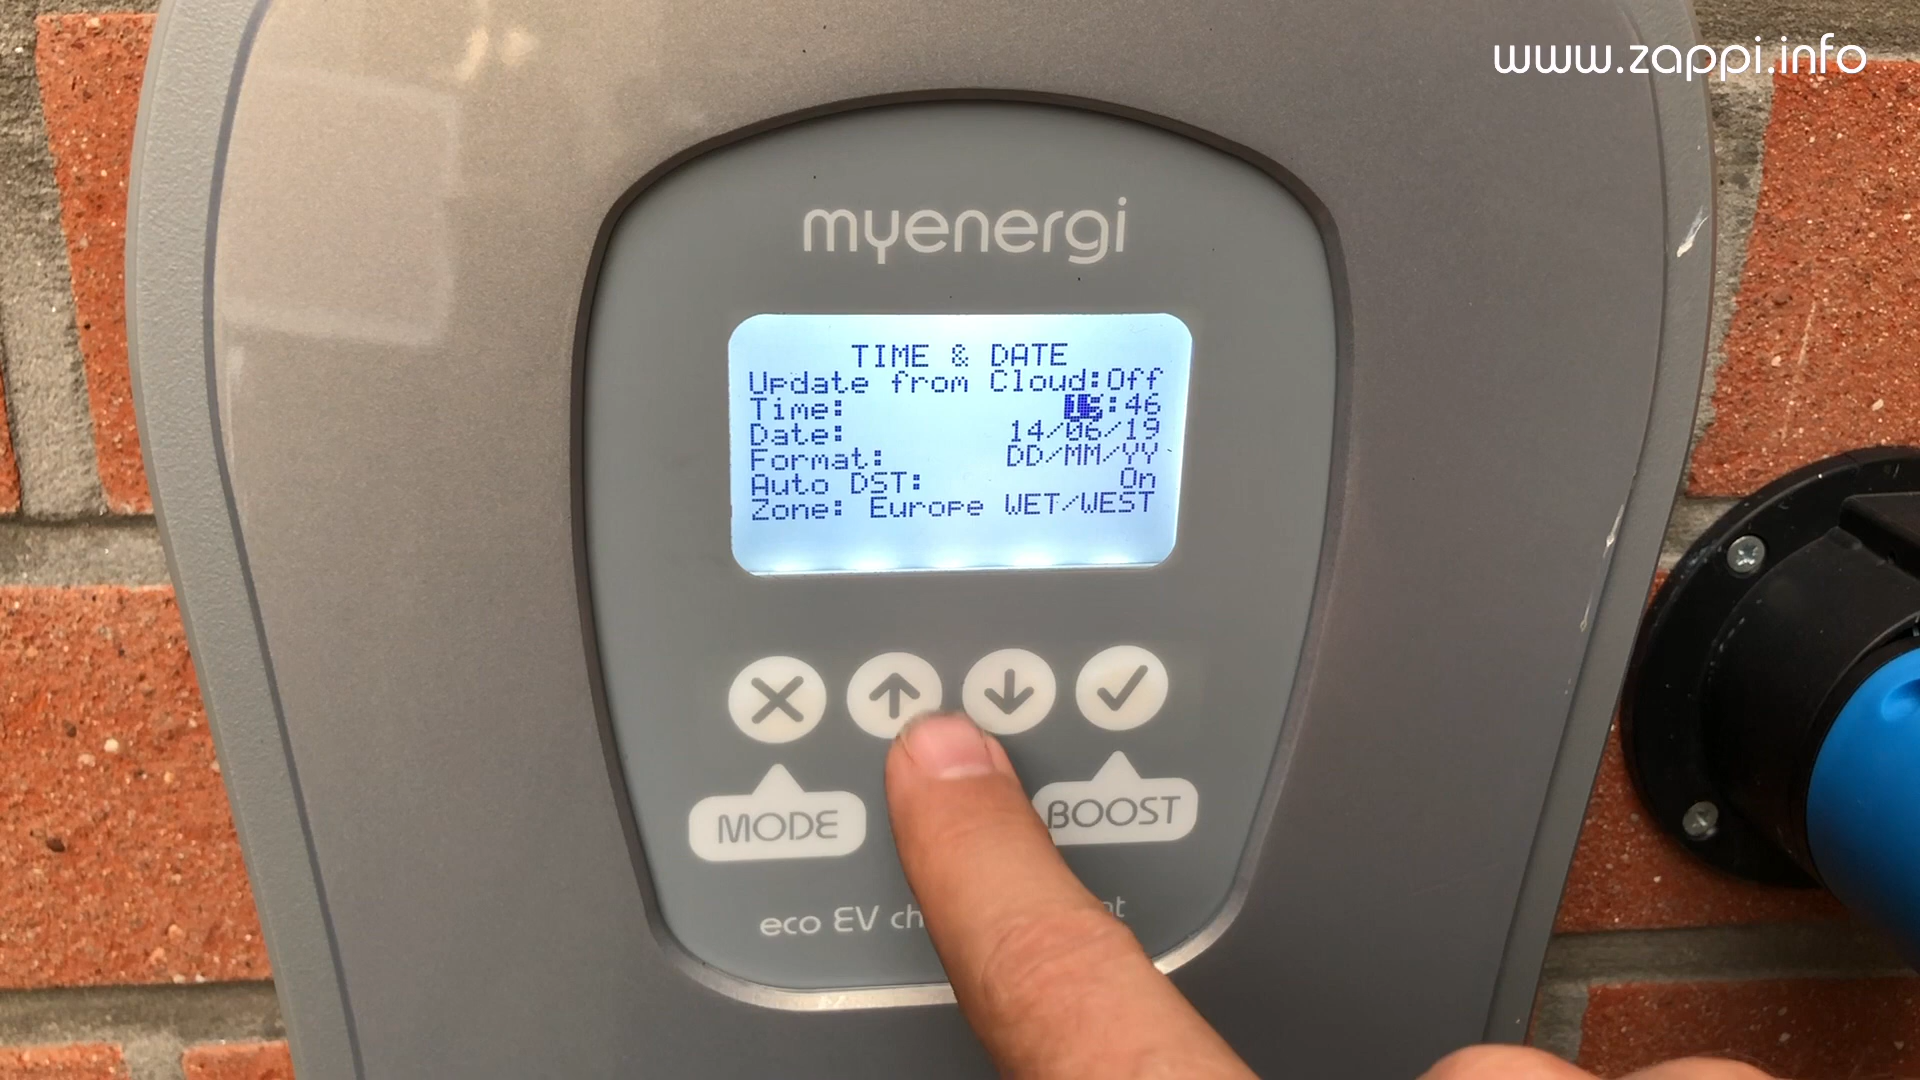 www.zappi.info
myenergi
TIME & DATE
Update from Cloud:Off
Time: :46
Date: 14/06/19
Format: DD/MM/YY
Auto DST: On
Zone: Europe WET/WEST
MODE
BOOST
eco EV